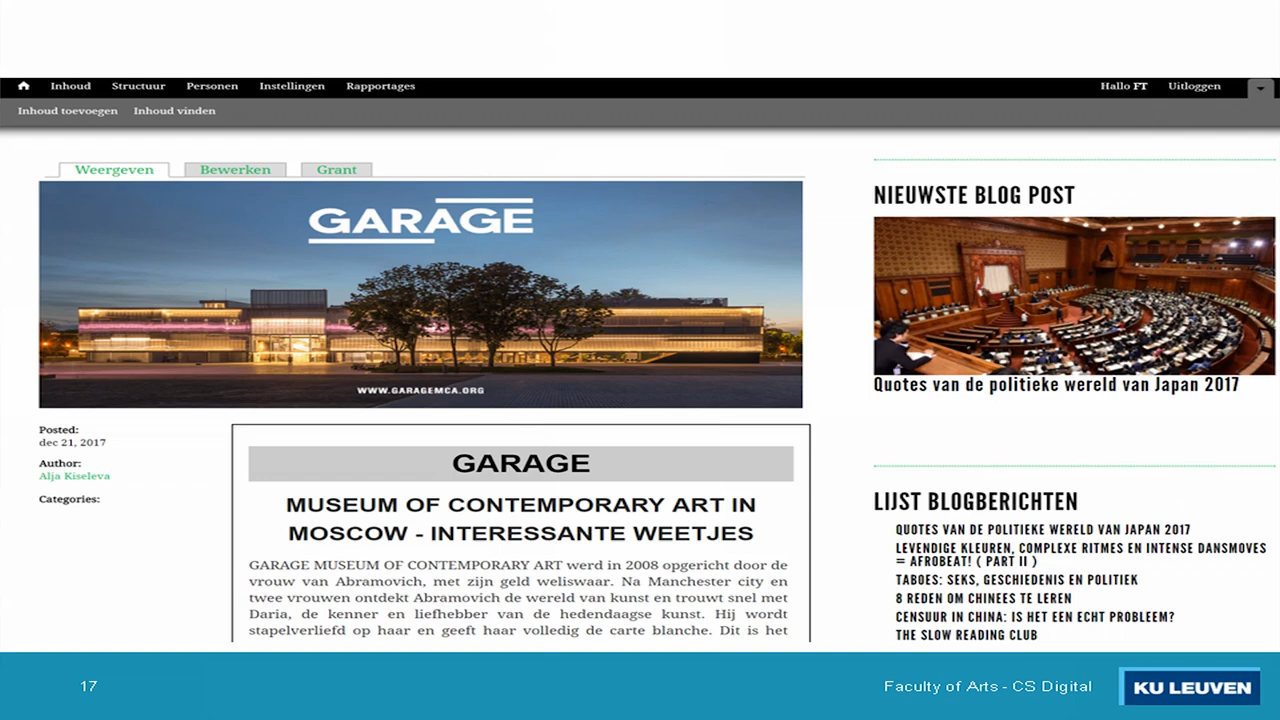 Inhoud Structuur Personen Instellingen Rapportages Hallo FT Uitloggen
Inhoud toevoegen Inhoud vinden
Weergeven Bewerken Grant
GARAGE
WWW.GARAGEMCA.ORG
Posted:
dec 21, 2017
Author:
Alja Kiseleva
Categories:
GARAGE
MUSEUM OF CONTEMPORARY ART IN
MOSCOW - INTERESSANTE WEETJES
GARAGE MUSEUM OF CONTEMPORARY ART werd in 2008 opgericht door de
vrouw van Abramovich, met zijn geld weliswaar. Na Manchester city en
twee vrouwen ontdekt Abramovich de wereld van kunst en trouwt snel met
Daria, de kenner en liefhebber van de hedendaagse kunst. Hij wordt
stapelverliefd op haar en geeft haar volledig de carte blanche. Dit is het
NIEUWSTE BLOG POST
Quotes van de politieke wereld van Japan 2017
LIJST BLOGBERICHTEN
QUOTES VAN DE POLITIEKE WERELD VAN JAPAN 2017
LEVENDIGE KLEUREN, COMPLEXE RITMES EN INTENSE DANSMOVES
= AFROBEAT! ( PART II )
TABOES: SEKS, GESCHIEDENIS EN POLITIEK
8 REDEN OM CHINEES TE LEREN
CENSUUR IN CHINA: IS HET EEN ECHT PROBLEEM?
THE SLOW READING CLUB
17
Faculty of Arts - CS Digital
KU LEUVEN